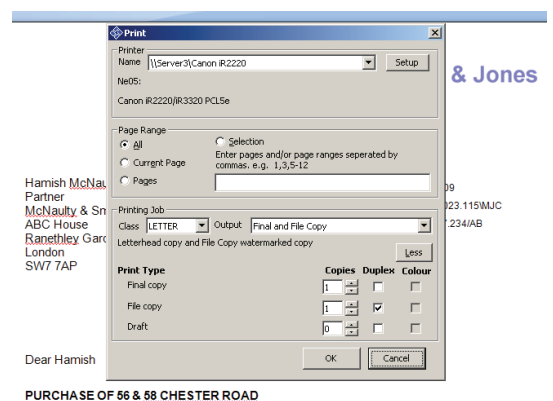 Print
Printer
Name \\Server3\Canon iR2220 Setup
Ne05:
Canon iR2220/iR3320 PCL5e
& Jones
Page Range
All
Selection
Current Page
Enter pages and/or page ranges seperated by
commas. e.g. 1,3,5-12
Pages
Hamish McNau
Partner
McNaulty & Sm
ABC House
Ranethley Gard
London
SW7 7AP
09
023.115\MJC
.234/AB
Printing Job
Class LETTER Output Final and File Copy
Letterhead copy and File Copy watermarked copy
Less
Print Type Copies Duplex Colour
Final copy 1
File copy 1
Draft 0
OK Cancel
Dear Hamish
PURCHASE OF 56 & 58 CHESTER ROAD